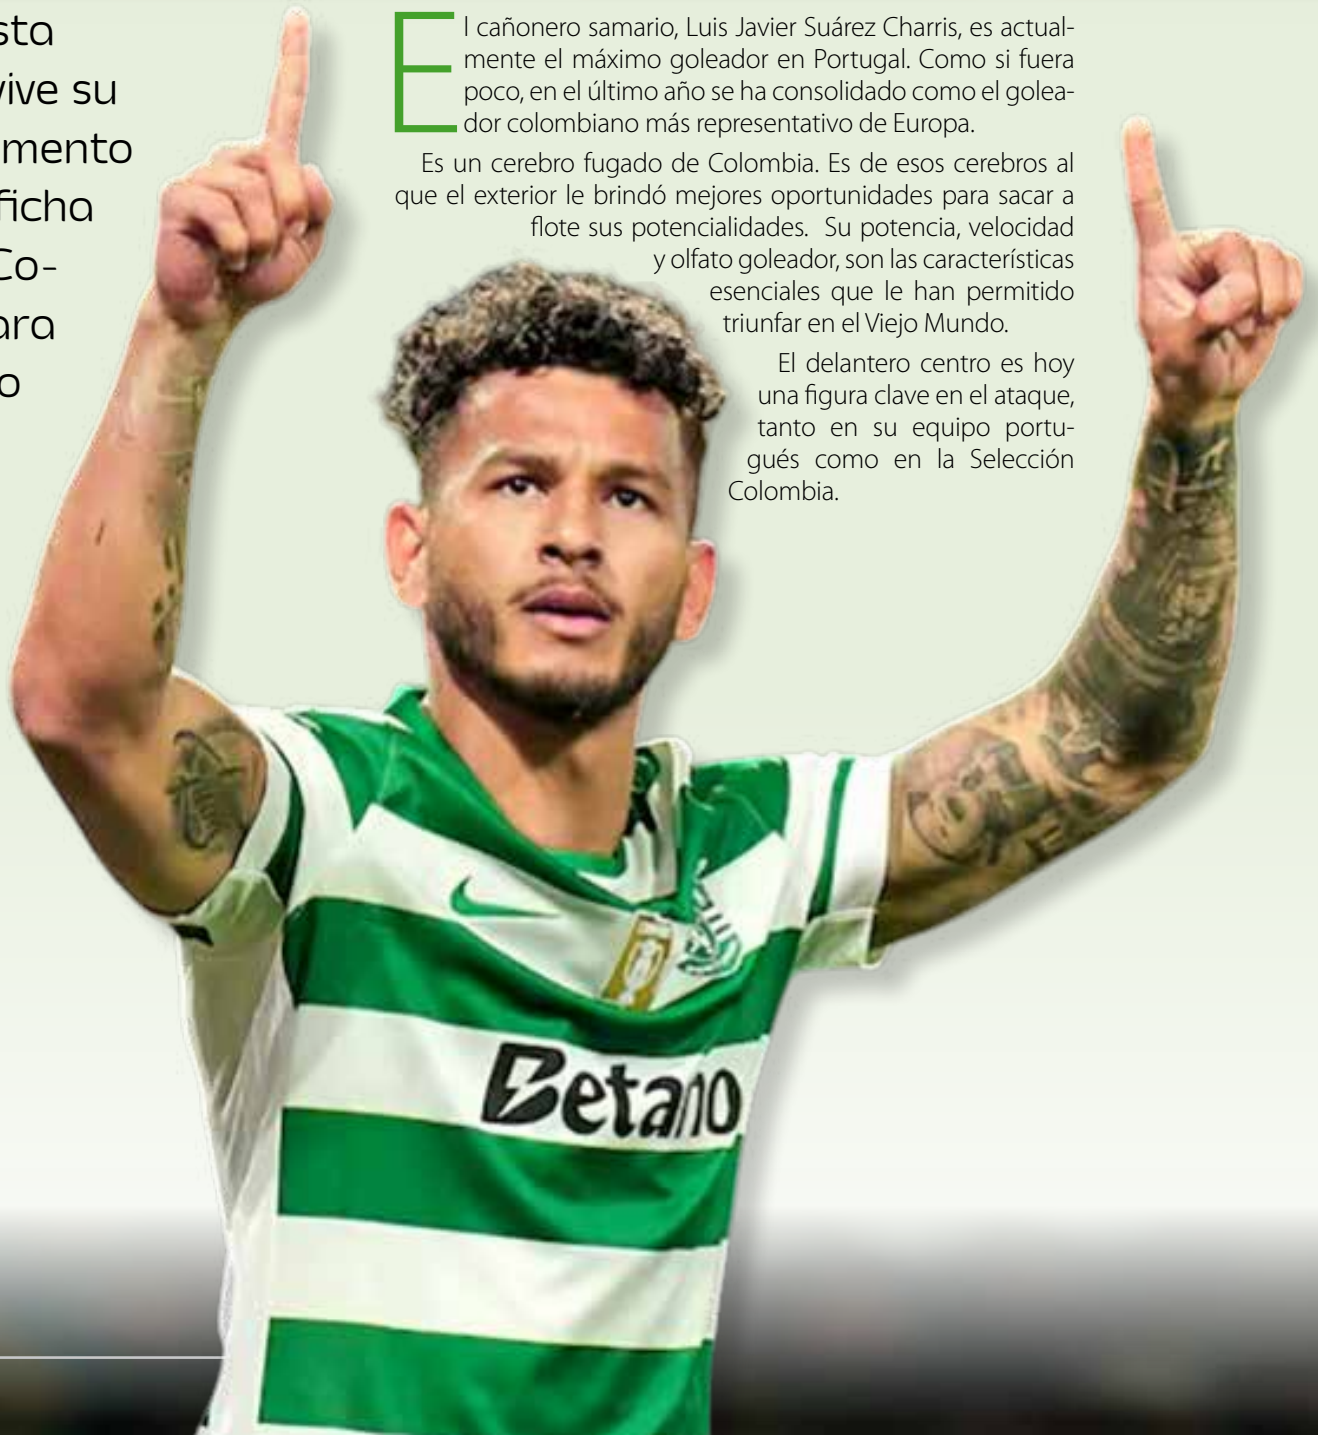 sta
vive su
mento
ficha
Co-
ara
o
El cañonero samario, Luis Javier Suárez Charris, es actual-
mente el máximo goleador en Portugal. Como si fuera
poco, en el último año se ha consolidado como el golea-
dor colombiano más representativo de Europa.
Es un cerebro fugado de Colombia. Es de esos cerebros al
que el exterior le brindó mejores oportunidades para sacar a
flote sus potencialidades. Su potencia, velocidad
y olfato goleador, son las características
esenciales que le han permitido
triunfar en el Viejo Mundo.
El delantero centro es hoy
una figura clave en el ataque,
tanto en su equipo portu-
gués como en la Selección
Colombia.
Betano